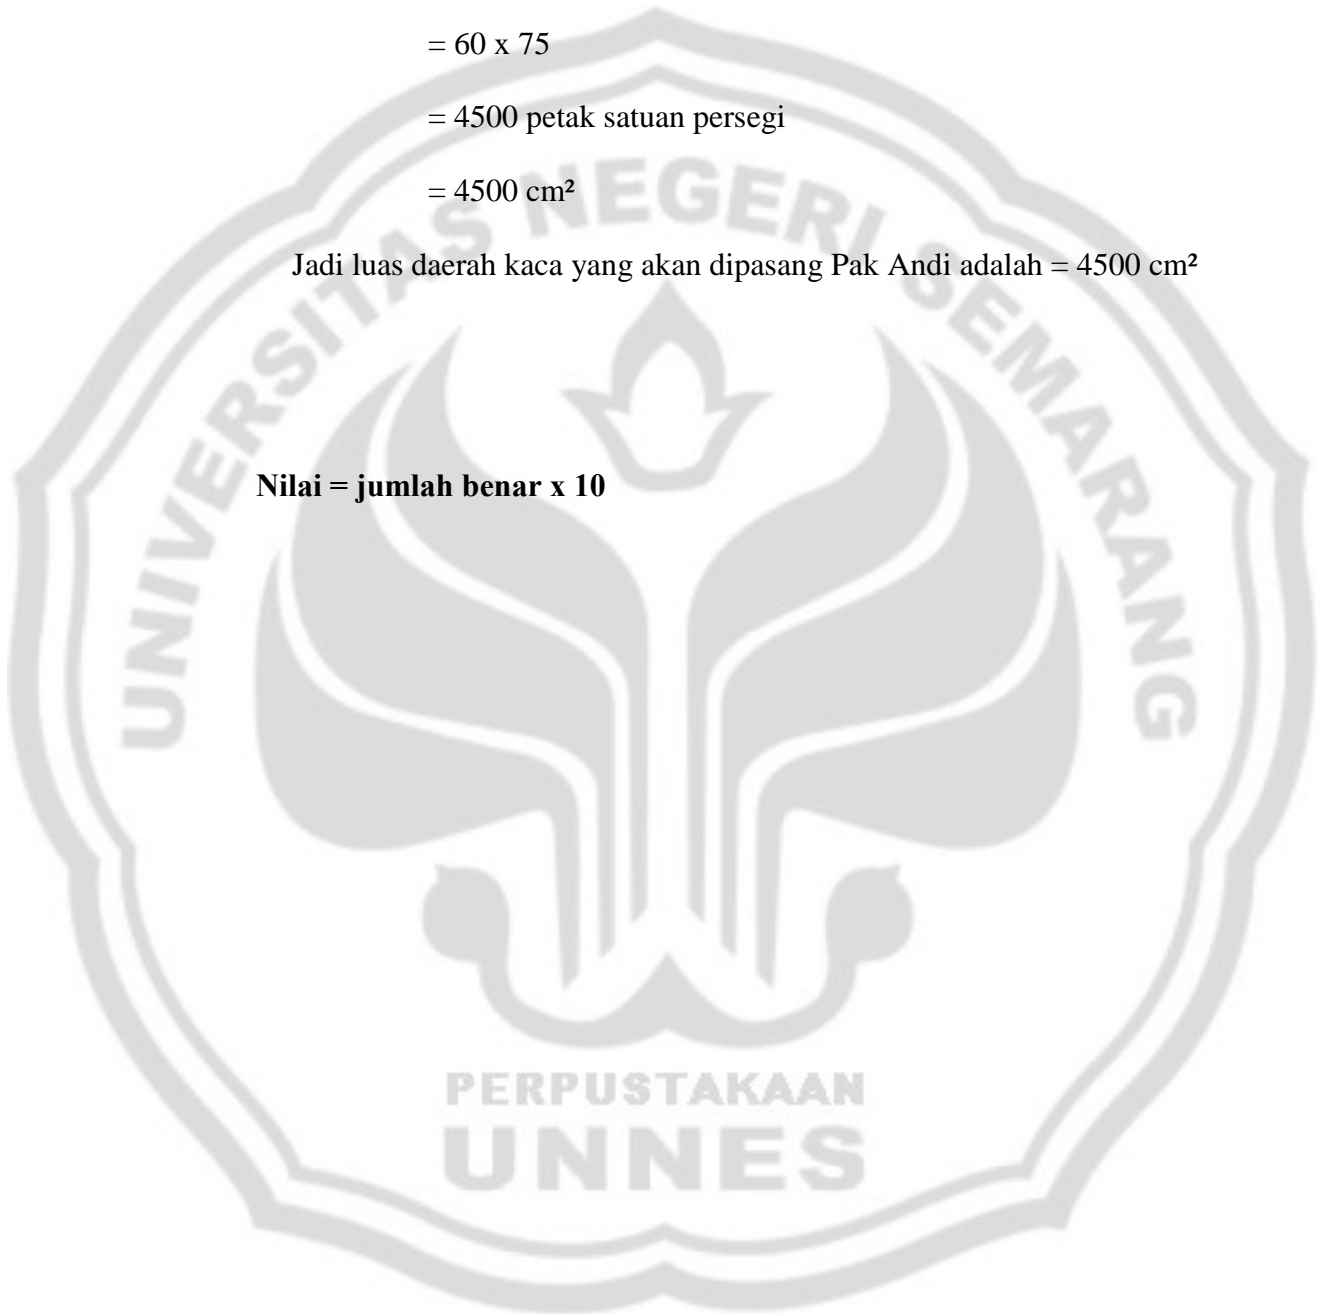 = 60 x 75
= 4500 petak satuan persegi
= 4500 cm²
Jadi luas daerah kaca yang akan dipasang Pak Andi adalah = 4500 cm²
Nilai = jumlah benar x 10
UNIVERSITAS NEGERI SEMARANG
PERPUSTAKAAN
UNNES